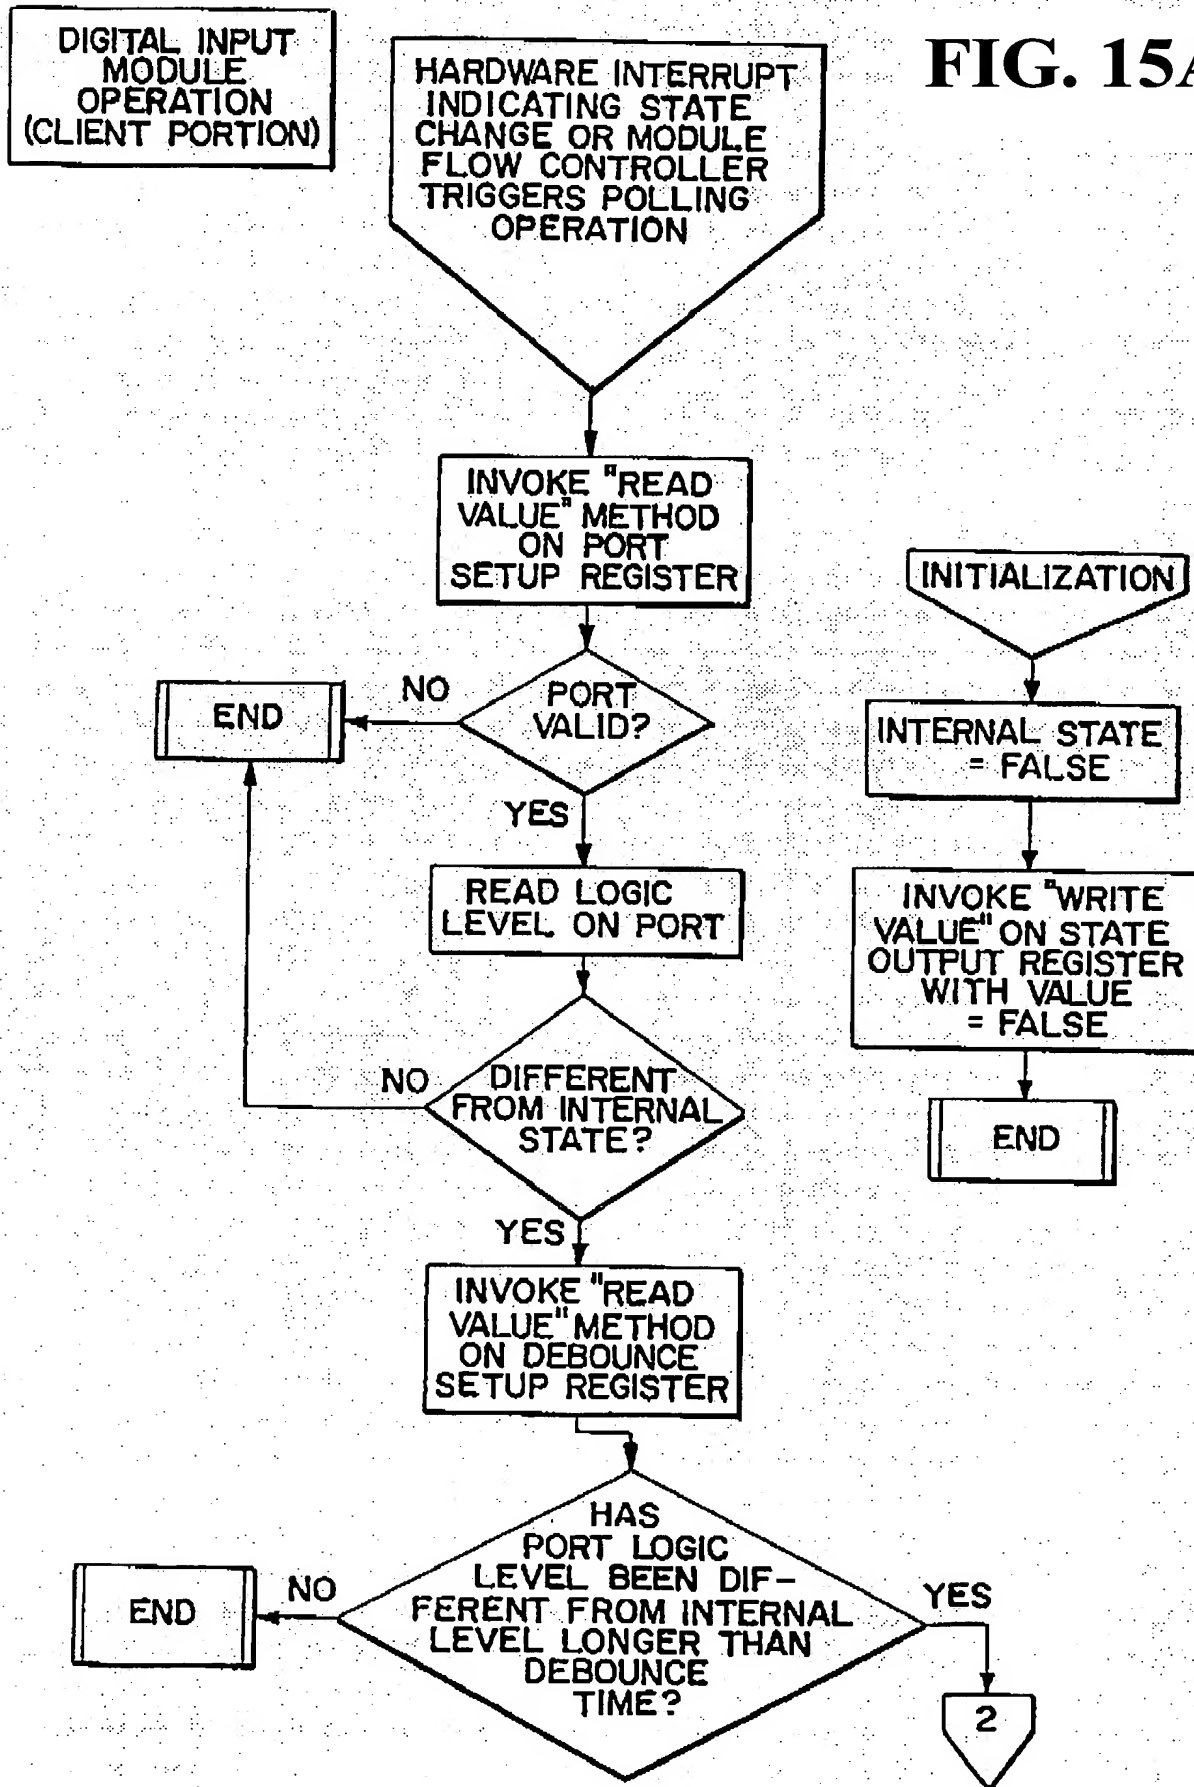 DIGITAL INPUT
MODULE
OPERATION
(CLIENT PORTION)
HARDWARE INTERRUPT
INDICATING STATE
CHANGE OR MODULE
FLOW CONTROLLER
TRIGGERS POLLING
OPERATION
FIG. 15A
INVOKE "READ
VALUE" METHOD
ON PORT
SETUP REGISTER
PORT
VALID?
NO
END
YES
READ LOGIC
LEVEL ON PORT
DIFFERENT
FROM INTERNAL
STATE?
NO
YES
INVOKE "READ
VALUE" METHOD
ON DEBOUNCE
SETUP REGISTER
HAS
PORT LOGIC
LEVEL BEEN DIF-
FERENT FROM INTERNAL
LEVEL LONGER THAN
DEBOUNCE
TIME?
NO
END
YES
2
INITIALIZATION
INTERNAL STATE
= FALSE
INVOKE "WRITE
VALUE" ON STATE
OUTPUT REGISTER
WITH VALUE
= FALSE
END